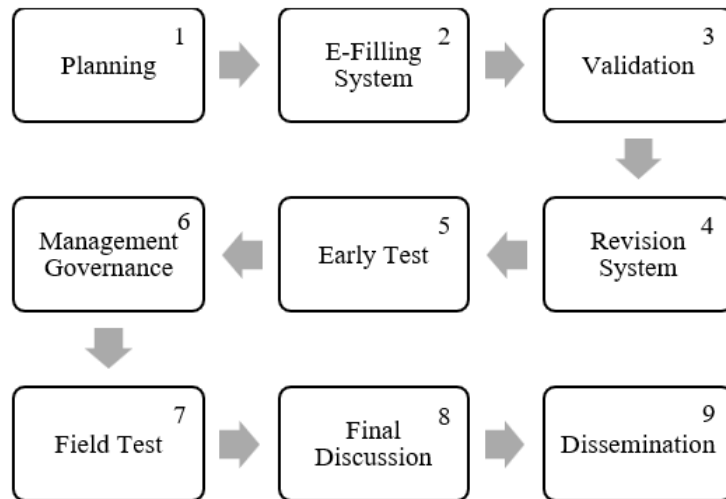 1
Planning
2
E-Filling
System
3
Validation
4
Revision
System
5
Early Test
6
Management
Governance
7
Field Test
8
Final
Discussion
9
Dissemination